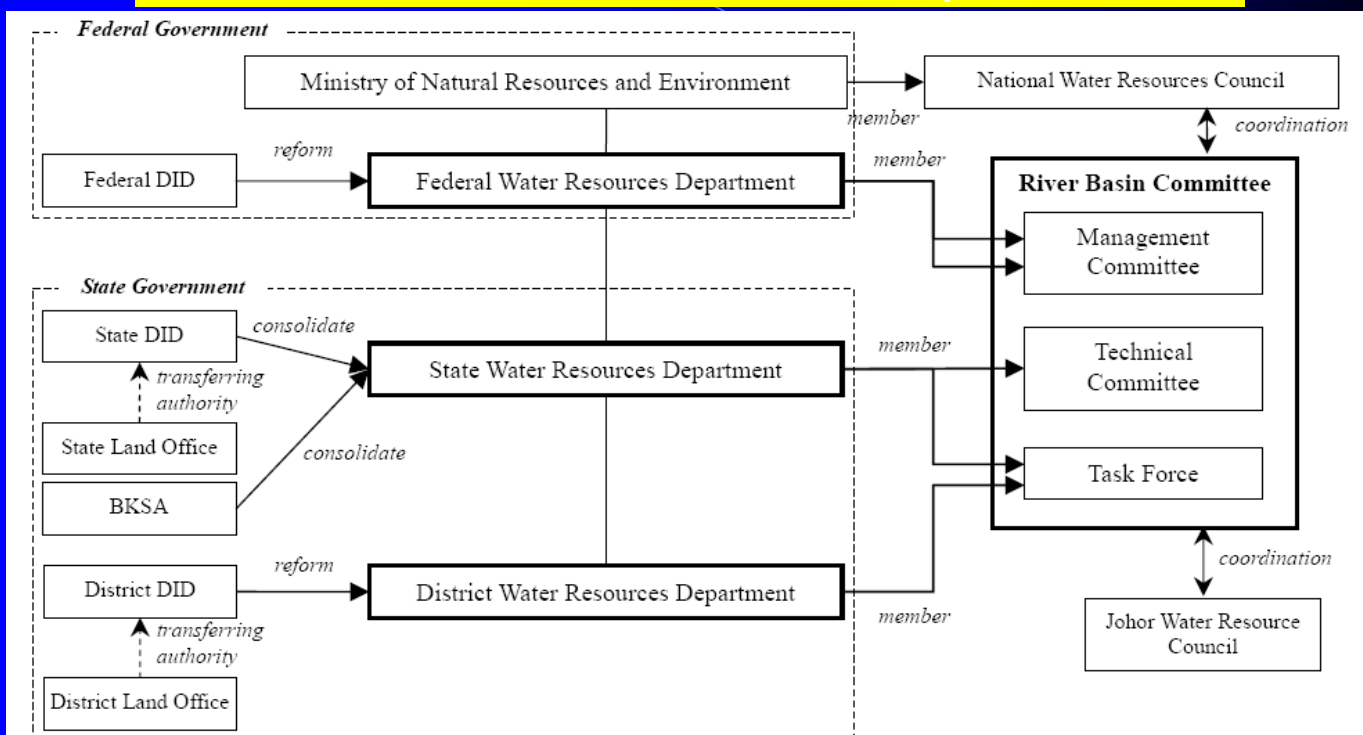 Federal Government
Ministry of Natural Resources and Environment
National Water Resources Council
member
coordination
reform
member
Federal DID
Federal Water Resources Department
River Basin Committee
Management
Committee
State Government
State DID
consolidate
State Water Resources Department
member
Technical
Committee
transferring
authority
State Land Office
consolidate
BKSA
Task Force
District DID
reform
District Water Resources Department
member
coordination
transferring
authority
Johor Water Resource
Council
District Land Office